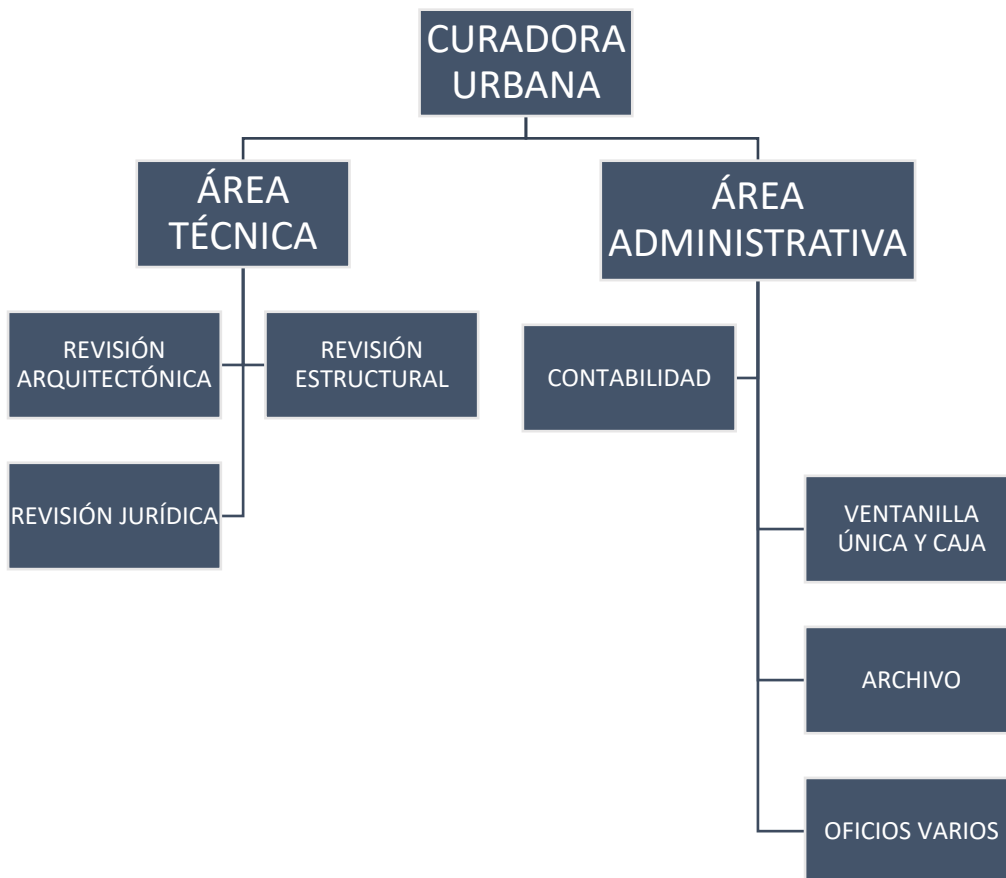 CURADORA
URBANA
ÁREA
TÉCNICA
ÁREA
ADMINISTRATIVA
REVISIÓN
ARQUITECTÓNICA
REVISIÓN
ESTRUCTURAL
CONTABILIDAD
REVISIÓN JURÍDICA
VENTANILLA
ÚNICA Y CAJA
ARCHIVO
OFICIOS VARIOS